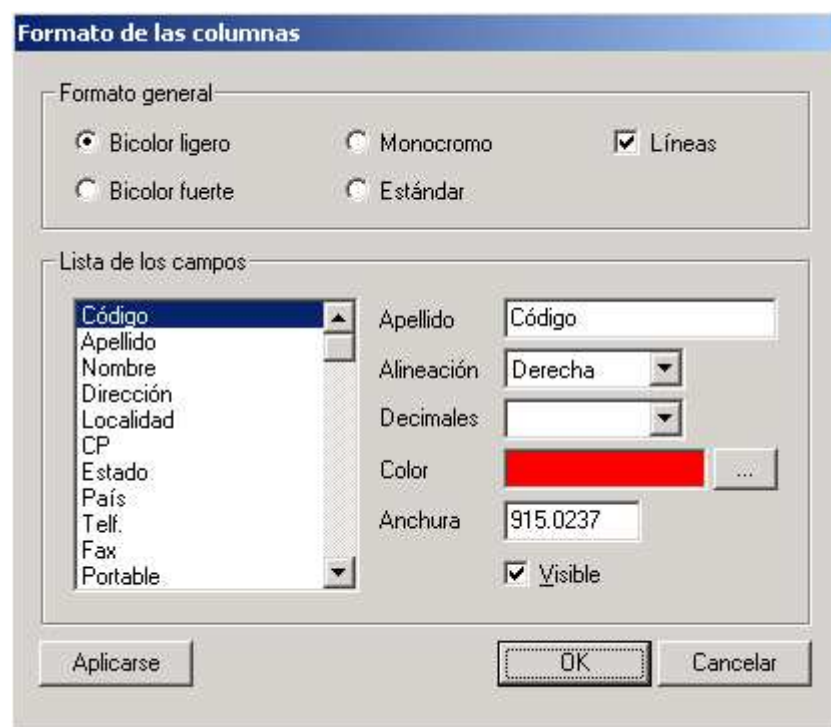 Formato de las columnas
Formato general
Bicolor ligero
Monocromo
Líneas
Bicolor fuerte
Estándar
Lista de los campos
Código
Apellido
Nombre
Dirección
Localidad
CP
Estado
País
Telf.
Fax
Portable
Apellido Código
Alineación Derecha
Decimales
Color ...
Anchura 915.0237
Visible
Aplicarse
OK
Cancelar